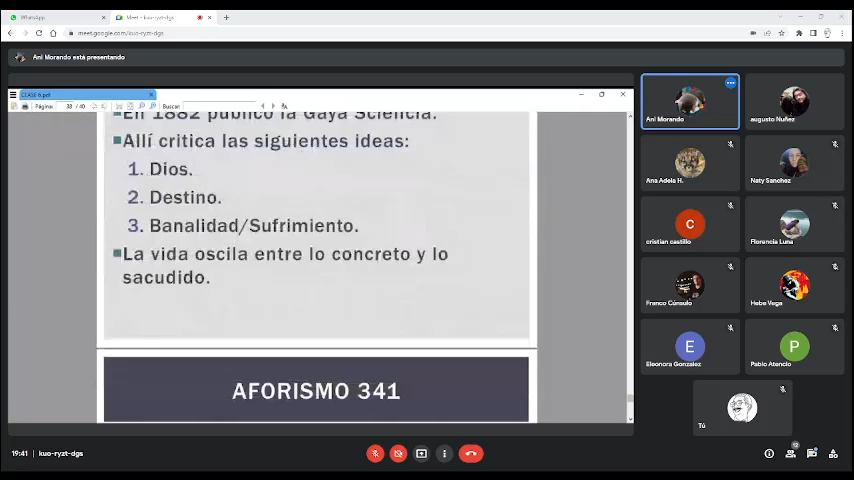 WhatsApp
Meet - kuo-ryzt-dgs
meet.google.com/kuo-ryzt-dgs
Ani Morando está presentando
CLASE 6.pdf
Página: 38 / 40 Buscar:
En 1882 publicó la Gaya Sciencia.
Allí critica las siguientes ideas:
1. Dios.
2. Destino.
3. Banalidad/Sufrimiento.
La vida oscila entre lo concreto y lo
sacudido.
AFORISMO 341
Ani Morando
augusto Nuñez
Ana Adela H.
Naty Sanchez
C
cristian castillo
Florencia Luna
Franco Cúnsulo
Hebe Vega
E
Eleonora Gonzalez
P
Pablo Atencio
Tú
19:41 kuo-ryzt-dgs
12